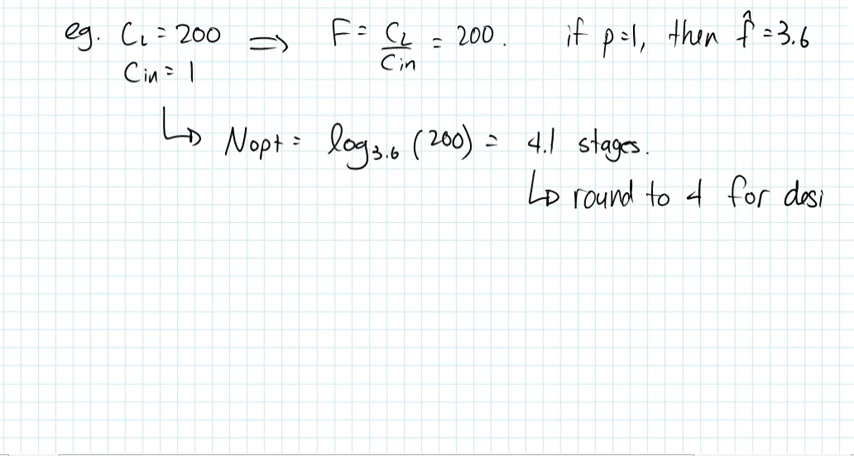 eg. CL = 200 ⇒ F = CL/Cin = 200. if p=1, then f̂ = 3.6
Cin = 1
↳ Nopt = log3.6 (200) = 4.1 stages.
↳ round to 4 for desi